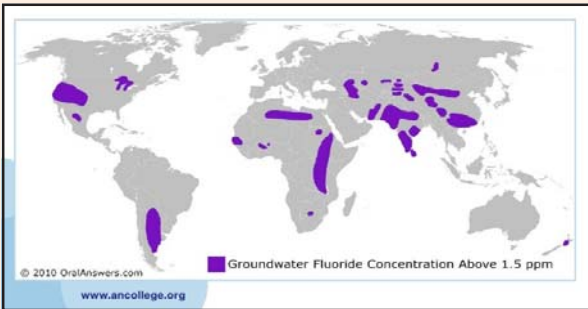 Groundwater Fluoride Concentration Above 1.5 ppm
© 2010 OralAnswers.com
www.ancollege.org